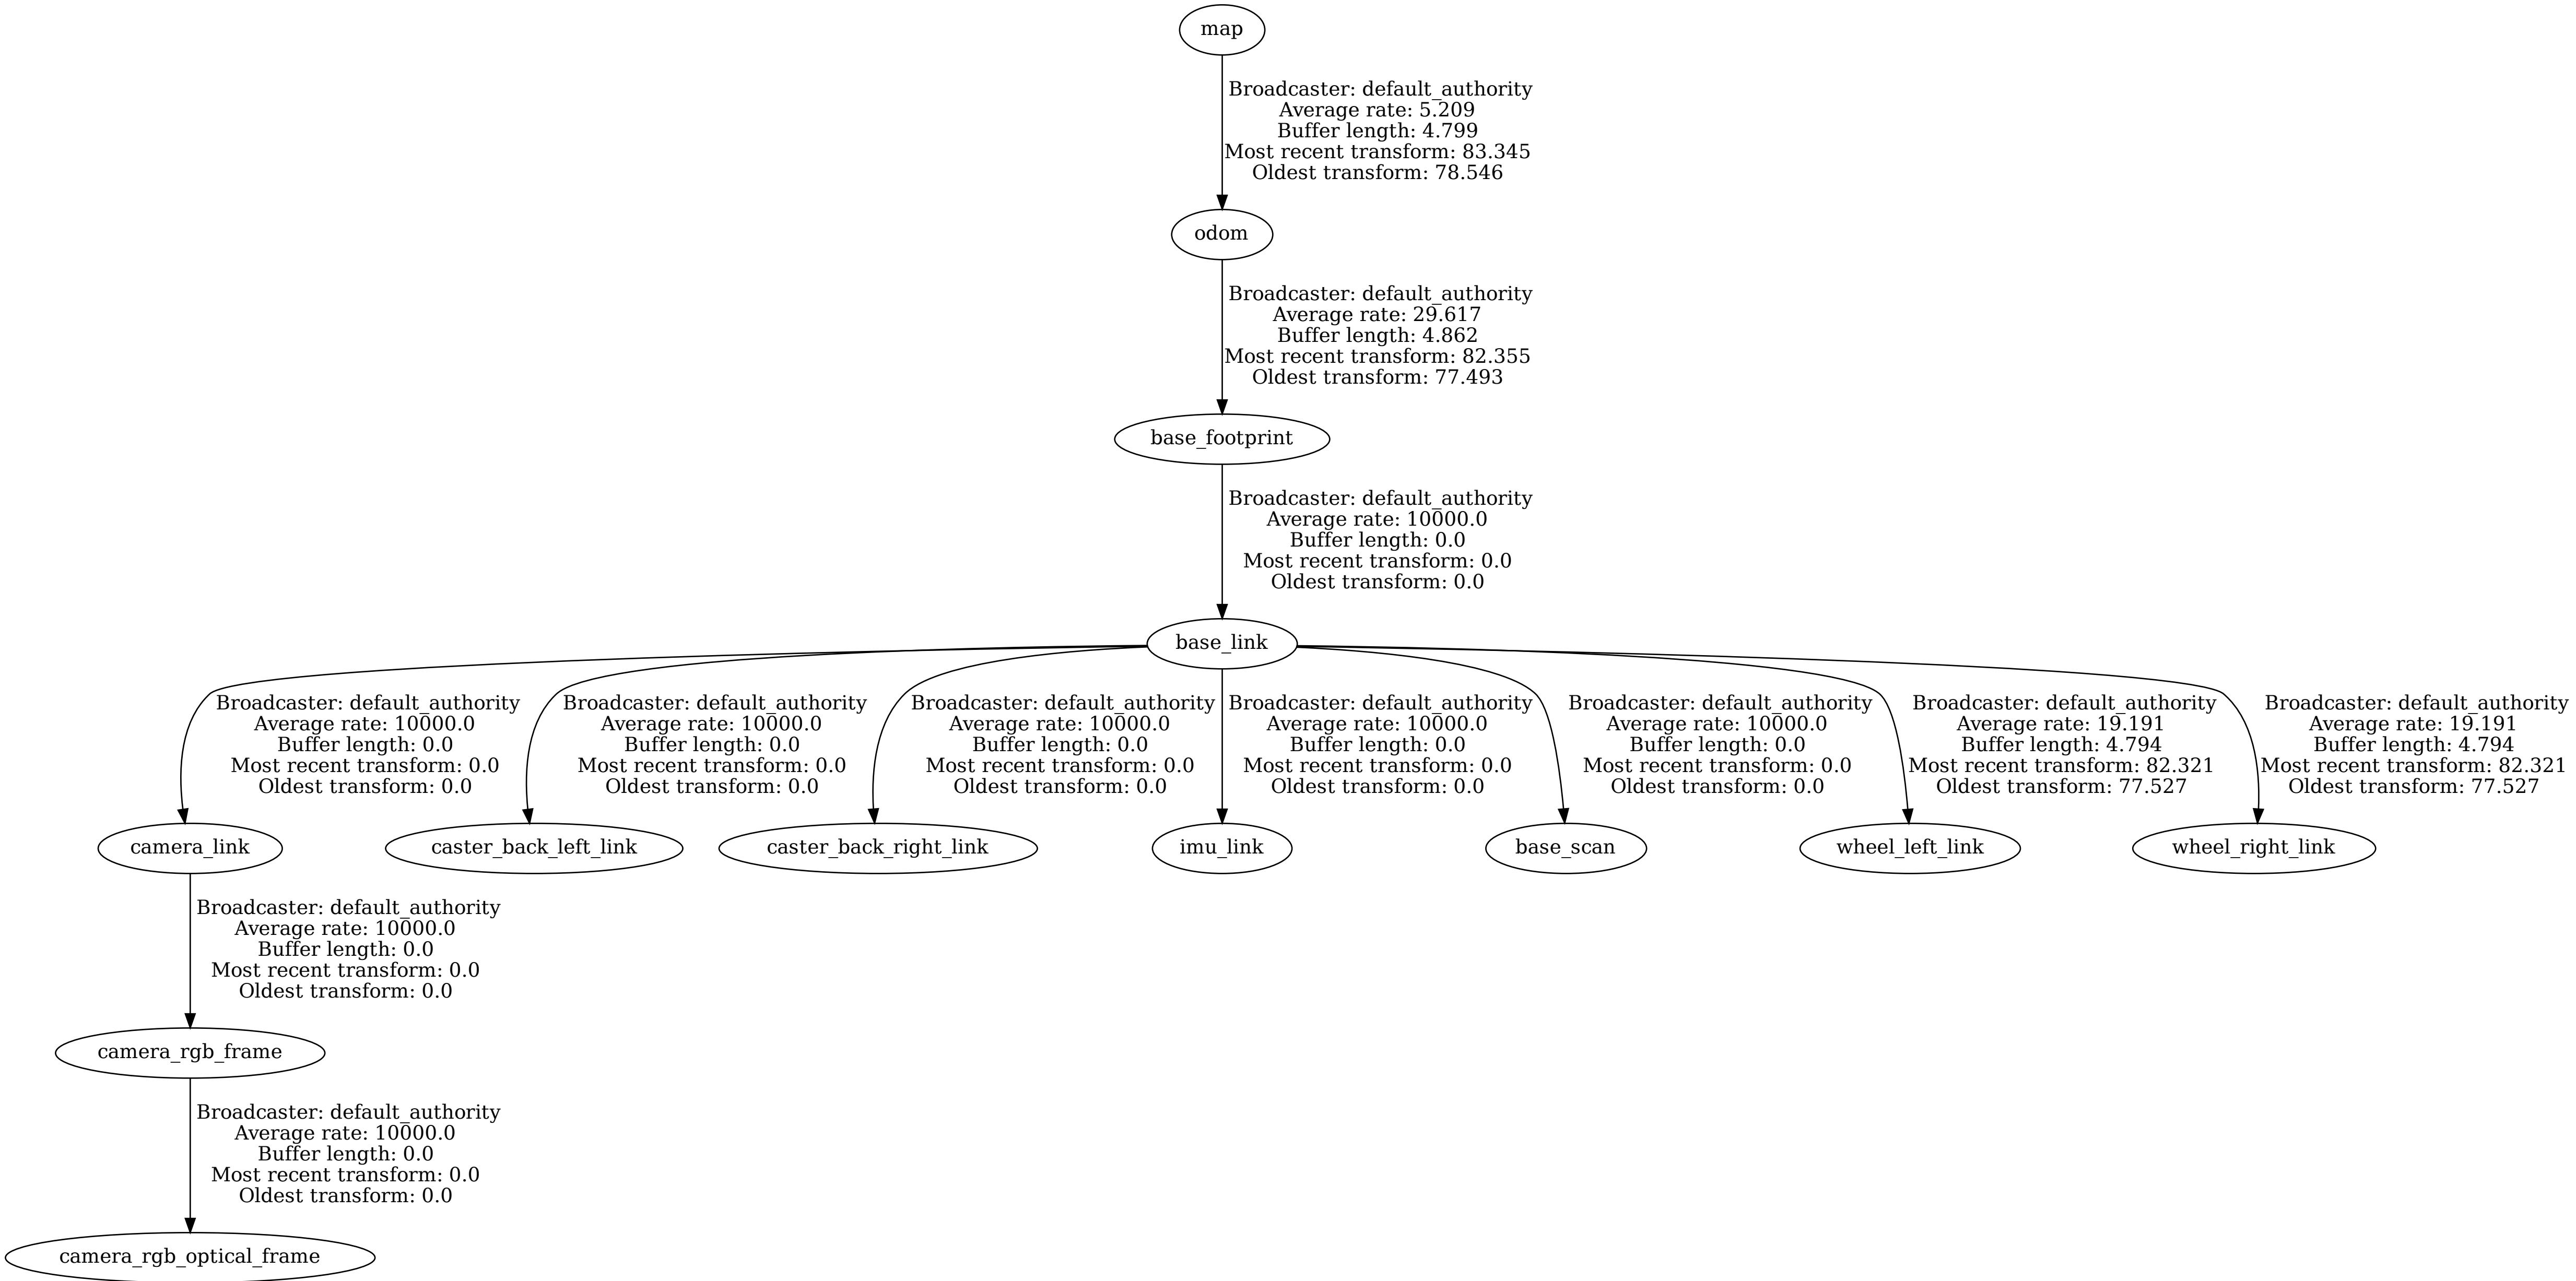 map
Broadcaster: default_authority
Average rate: 5.209
Buffer length: 4.799
Most recent transform: 83.345
Oldest transform: 78.546
odom
Broadcaster: default_authority
Average rate: 29.617
Buffer length: 4.862
Most recent transform: 82.355
Oldest transform: 77.493
base_footprint
Broadcaster: default_authority
Average rate: 10000.0
Buffer length: 0.0
Most recent transform: 0.0
Oldest transform: 0.0
base_link
Broadcaster: default_authority
Average rate: 10000.0
Buffer length: 0.0
Most recent transform: 0.0
Oldest transform: 0.0
Broadcaster: default_authority
Average rate: 10000.0
Buffer length: 0.0
Most recent transform: 0.0
Oldest transform: 0.0
Broadcaster: default_authority
Average rate: 10000.0
Buffer length: 0.0
Most recent transform: 0.0
Oldest transform: 0.0
Broadcaster: default_authority
Average rate: 10000.0
Buffer length: 0.0
Most recent transform: 0.0
Oldest transform: 0.0
Broadcaster: default_authority
Average rate: 10000.0
Buffer length: 0.0
Most recent transform: 0.0
Oldest transform: 0.0
Broadcaster: default_authority
Average rate: 19.191
Buffer length: 4.794
Most recent transform: 82.321
Oldest transform: 77.527
Broadcaster: default_authority
Average rate: 19.191
Buffer length: 4.794
Most recent transform: 82.321
Oldest transform: 77.527
camera_link
caster_back_left_link
caster_back_right_link
imu_link
base_scan
wheel_left_link
wheel_right_link
Broadcaster: default_authority
Average rate: 10000.0
Buffer length: 0.0
Most recent transform: 0.0
Oldest transform: 0.0
camera_rgb_frame
Broadcaster: default_authority
Average rate: 10000.0
Buffer length: 0.0
Most recent transform: 0.0
Oldest transform: 0.0
camera_rgb_optical_frame